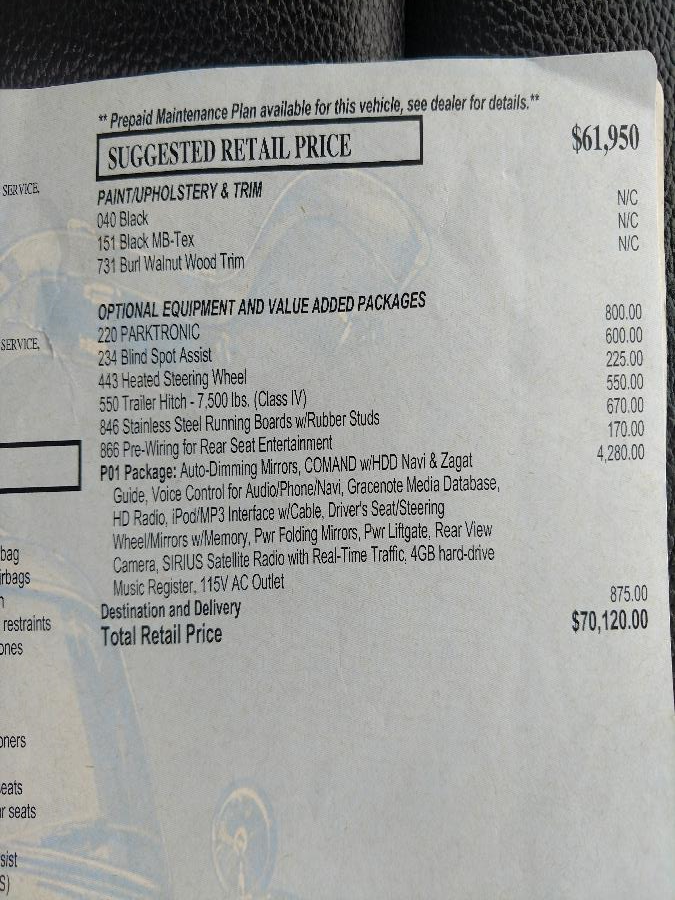 ** Prepaid Maintenance Plan available for this vehicle, see dealer for details.**
SUGGESTED RETAIL PRICE $61,950
SERVICE.
PAINT/UPHOLSTERY & TRIM
040 Black N/C
151 Black MB-Tex N/C
731 Burl Walnut Wood Trim N/C
OPTIONAL EQUIPMENT AND VALUE ADDED PACKAGES
220 PARKTRONIC 800.00
SERVICE.
234 Blind Spot Assist 600.00
443 Heated Steering Wheel 225.00
550 Trailer Hitch - 7,500 lbs. (Class IV) 550.00
846 Stainless Steel Running Boards w/Rubber Studs 670.00
866 Pre-Wiring for Rear Seat Entertainment 170.00
P01 Package: Auto-Dimming Mirrors, COMAND w/HDD Navi & Zagat 4,280.00
Guide, Voice Control for Audio/Phone/Navi, Gracenote Media Database,
HD Radio, iPod/MP3 Interface w/Cable, Driver's Seat/Steering
Wheel/Mirrors w/Memory, Pwr Folding Mirrors, Pwr Liftgate, Rear View
Camera, SIRIUS Satellite Radio with Real-Time Traffic, 4GB hard-drive
Music Register, 115V AC Outlet
Destination and Delivery 875.00
Total Retail Price $70,120.00
bag
irbags
n
restraints
ones
oners
seats
ar seats
sist
S)